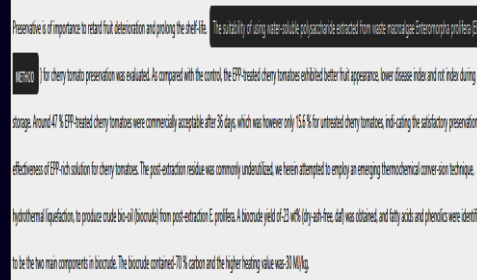 Preservative is of importance to retard fruit deterioration and prolong the shelf-life. The suitability of using water-soluble polysaccharide extracted from waste macroalgae Enteromorpha prolifera (E
METHOD ) for cherry tomato preservation was evaluated. As compared with the control, the EPP-treated cherry tomatoes exhibited better fruit appearance, lower disease index and rot index during
storage. Around 47 % EPP-treated cherry tomatoes were commercially acceptable after 36 days, which was however only 15.6 % for untreated cherry tomatoes, indi-cating the satisfactory preservation
effectiveness of EPP-rich solution for cherry tomatoes. The post-extraction residue was commonly underutilized, we herein attempted to employ an emerging thermochemical conver-sion technique,
hydrothermal liquefaction, to produce crude bio-oil (biocrude) from post-extraction E. prolifera. A biocrude yield of-23 wt% (dry-ash-free, daf) was obtained, and fatty acids and phenolics were identifi
to be the two main components in biocrude. The biocrude contained-70 % carbon and the higher heating value was-30 MJ/kg.